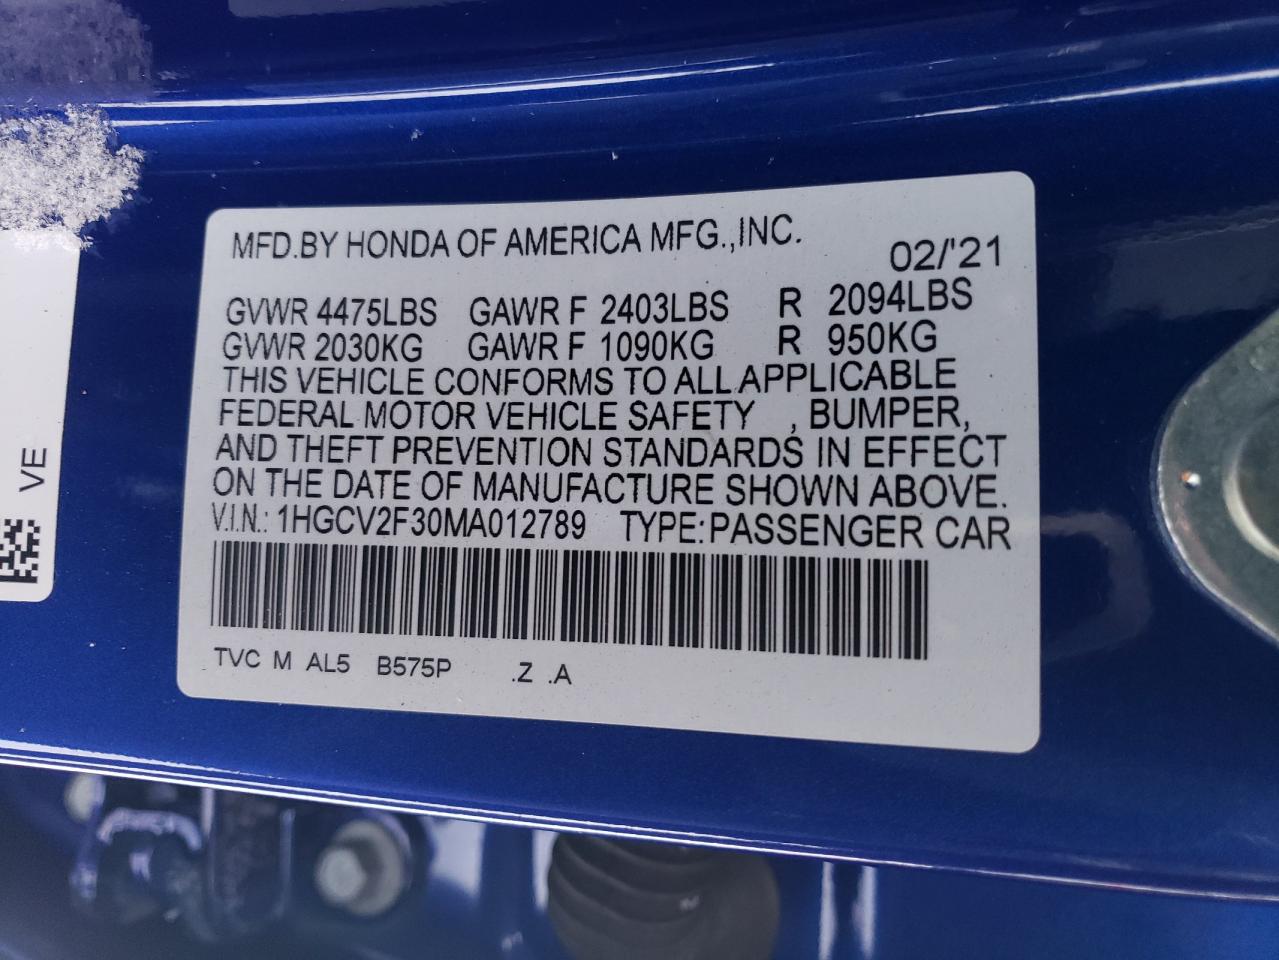 MFD.BY HONDA OF AMERICA MFG.,INC.
02/'21
GVWR 4475LBS GAWR F 2403LBS R 2094LBS
GVWR 2030KG GAWR F 1090KG R 950KG
THIS VEHICLE CONFORMS TO ALL APPLICABLE
FEDERAL MOTOR VEHICLE SAFETY , BUMPER,
AND THEFT PREVENTION STANDARDS IN EFFECT
ON THE DATE OF MANUFACTURE SHOWN ABOVE.
V.I.N.: 1HGCV2F30MA012789 TYPE:PASSENGER CAR
TVC M AL5 B575P .Z .A
VE